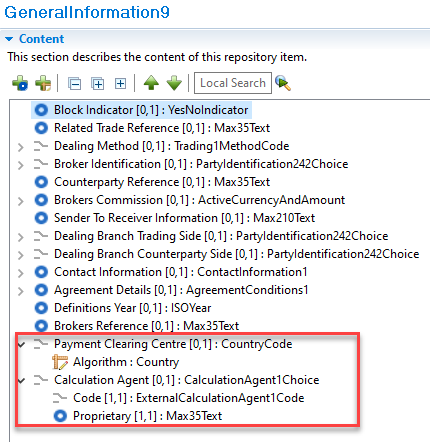 GeneralInformation9
Content
This section describes the content of this repository item.
Local Search
Block Indicator [0,1] : YesNoIndicator
Related Trade Reference [0,1] : Max35Text
Dealing Method [0,1] : Trading1MethodCode
Broker Identification [0,1] : PartyIdentification242Choice
Counterparty Reference [0,1] : Max35Text
Brokers Commission [0,1] : ActiveCurrencyAndAmount
Sender To Receiver Information [0,1] : Max210Text
Dealing Branch Trading Side [0,1] : PartyIdentification242Choice
Dealing Branch Counterparty Side [0,1] : PartyIdentification242Choice
Contact Information [0,1] : ContactInformation1
Agreement Details [0,1] : AgreementConditions1
Definitions Year [0,1] : ISOYear
Brokers Reference [0,1] : Max35Text
Payment Clearing Centre [0,1] : CountryCode
Algorithm : Country
Calculation Agent [0,1] : CalculationAgent1Choice
Code [1,1] : ExternalCalculationAgent1Code
Proprietary [1,1] : Max35Text